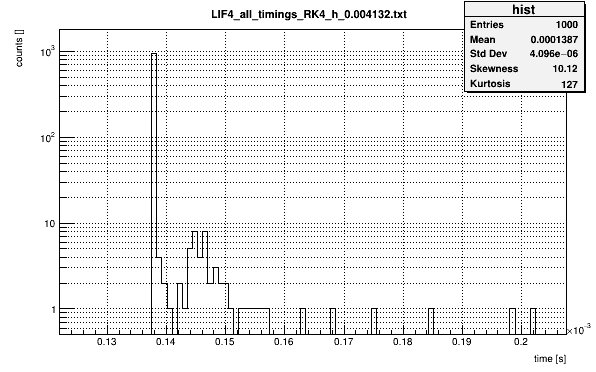 LIF4_all_timings_RK4_h_0.004132.txt
hist
Entries 1000
Mean 0.0001387
Std Dev 4.096e−06
Skewness 10.12
Kurtosis 127
counts []
10³
10²
10
1
0.13 0.14 0.15 0.16 0.17 0.18 0.19 0.2
×10⁻³
time [s]